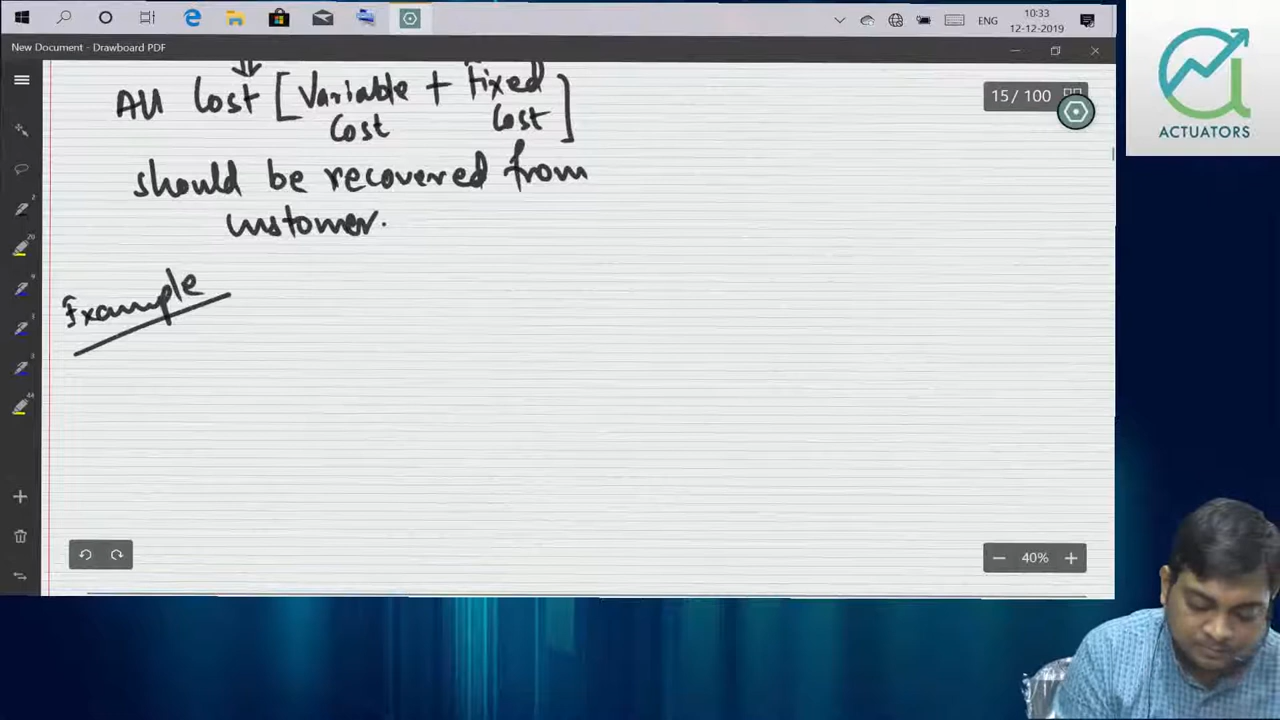 ENG
10:33
12-12-2019
New Document - Drawboard PDF
15 / 100
ACTUATORS
All Cost [Variable + Fixed
Cost Cost]
should be recovered from
customer.
Example
40%